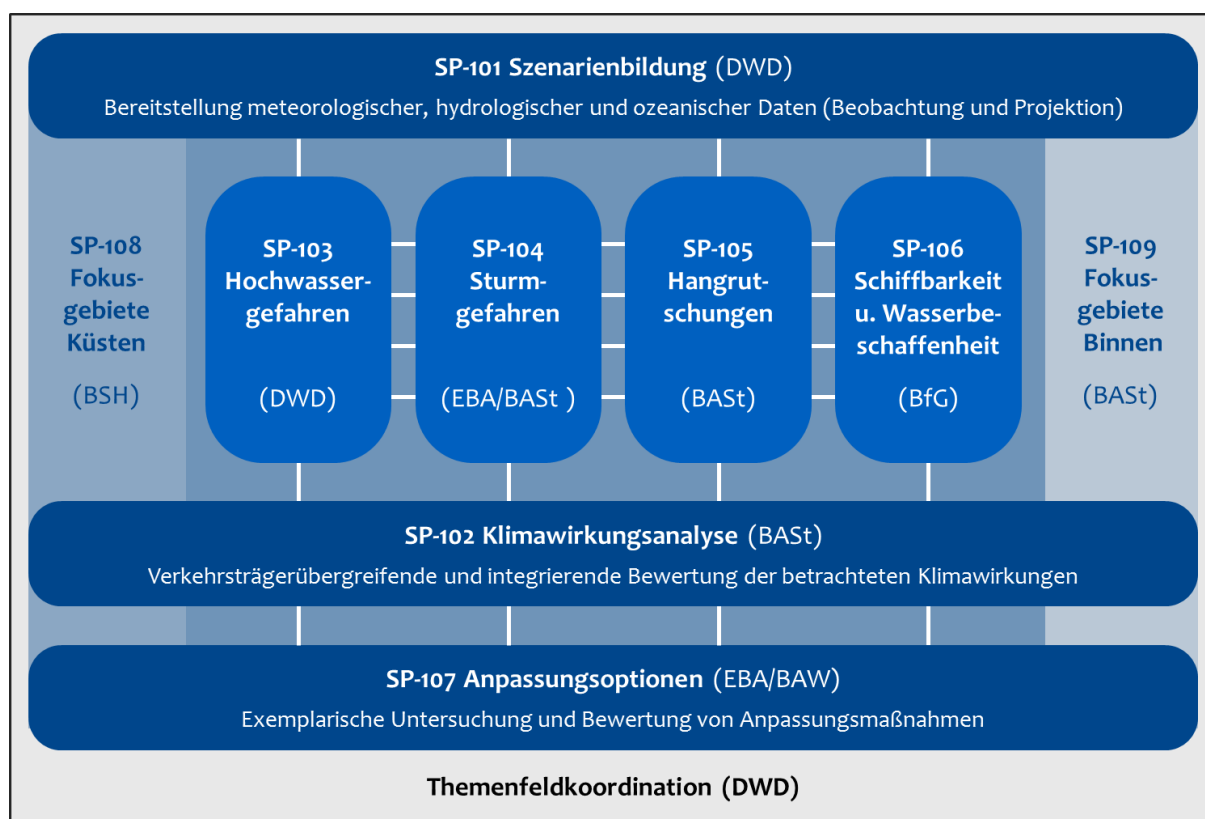 SP-101 Szenarienbildung (DWD)
Bereitstellung meteorologischer, hydrologischer und ozeanischer Daten (Beobachtung und Projektion)
SP-108
Fokus-
gebiete
Küsten
(BSH)
SP-103
Hochwasser-
gefahren
(DWD)
SP-104
Sturm-
gefahren
(EBA/BASt )
SP-105
Hangrut-
schungen
(BASt)
SP-106
Schiffbarkeit
u. Wasserbe-
schaffenheit
(BfG)
SP-109
Fokus-
gebiete
Binnen
(BASt)
SP-102 Klimawirkungsanalyse (BASt)
Verkehrsträgerübergreifende und integrierende Bewertung der betrachteten Klimawirkungen
SP-107 Anpassungsoptionen (EBA/BAW)
Exemplarische Untersuchung und Bewertung von Anpassungsmaßnahmen
Themenfeldkoordination (DWD)